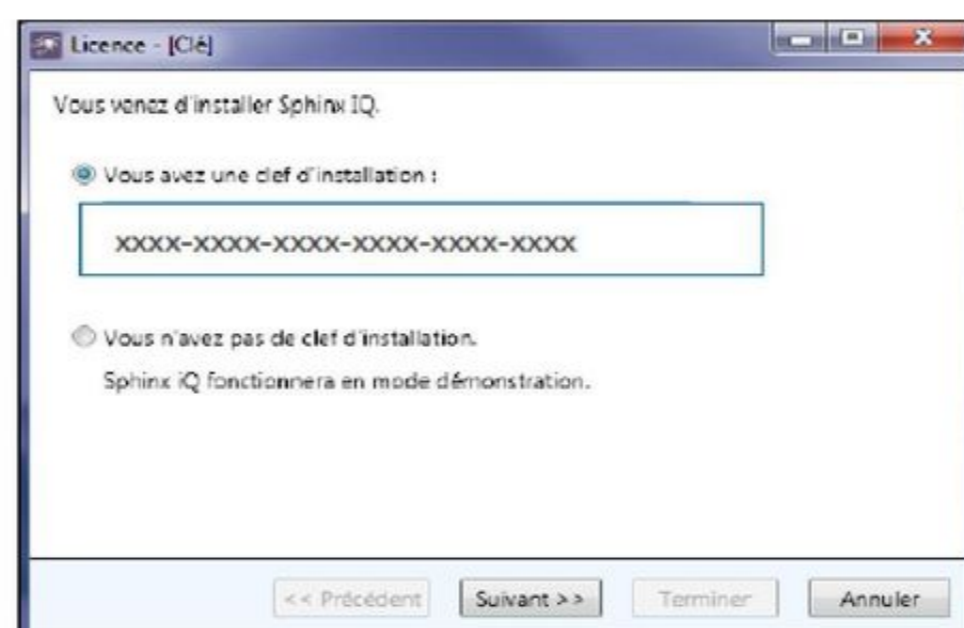 Licence - [Clé]
Vous venez d'installer Sphinx IQ.
Vous avez une clef d'installation :
XXXX-XXXX-XXXX-XXXX-XXXX-XXXX
Vous n'avez pas de clef d'installation.
Sphinx iQ fonctionnera en mode démonstration.
<< Précédent Suivant >> Terminer Annuler